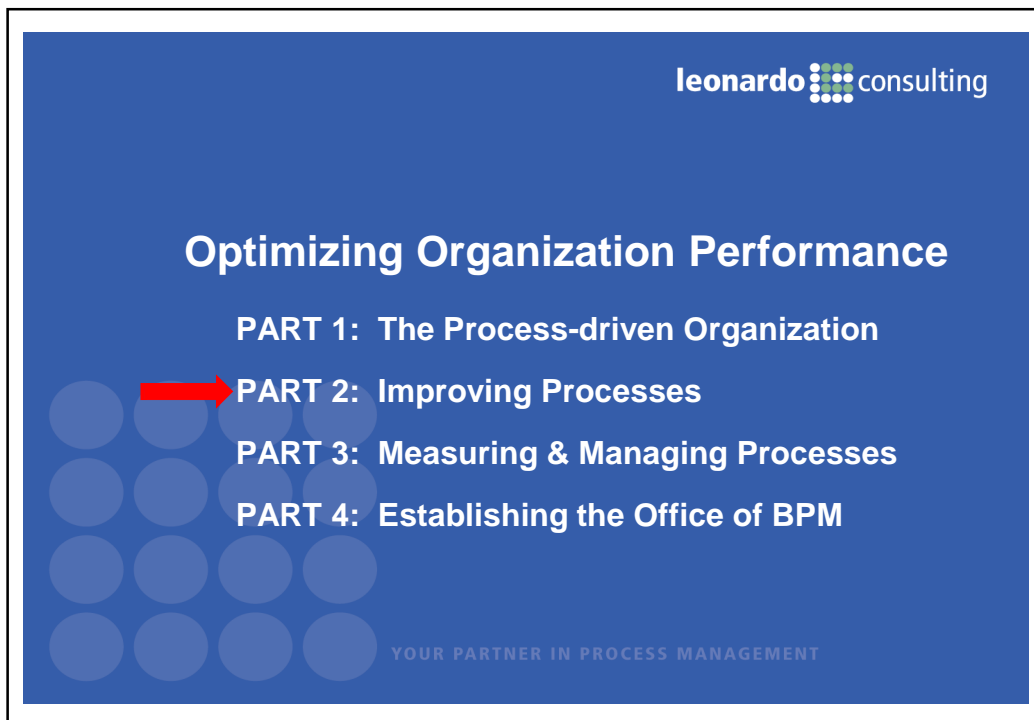 leonardo consulting
Optimizing Organization Performance
PART 1: The Process-driven Organization
PART 2: Improving Processes
PART 3: Measuring & Managing Processes
PART 4: Establishing the Office of BPM
YOUR PARTNER IN PROCESS MANAGEMENT